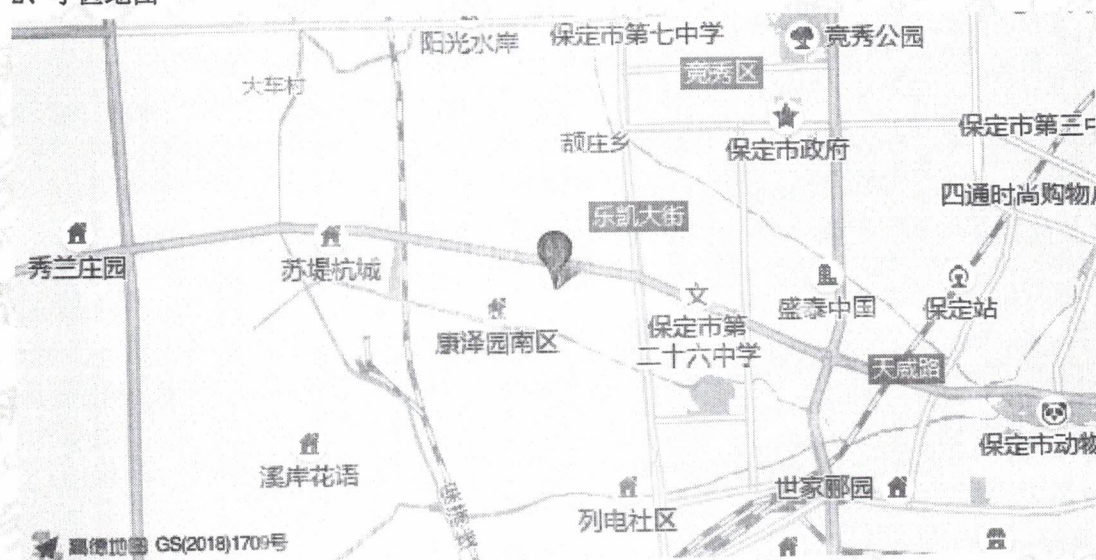 阳光水岸
保定市第七中学
竞秀公园
竞秀区
大车村
颉庄乡
保定市政府
保定市第三中
四通时尚购物
乐凯大街
秀兰庄园
苏堤杭城
文
盛泰中国
保定站
康泽园南区
保定市第
二十六中学
天威路
保定市动物
溪岸花语
世家郦园
列电社区
高德地图 GS(2018)1709号